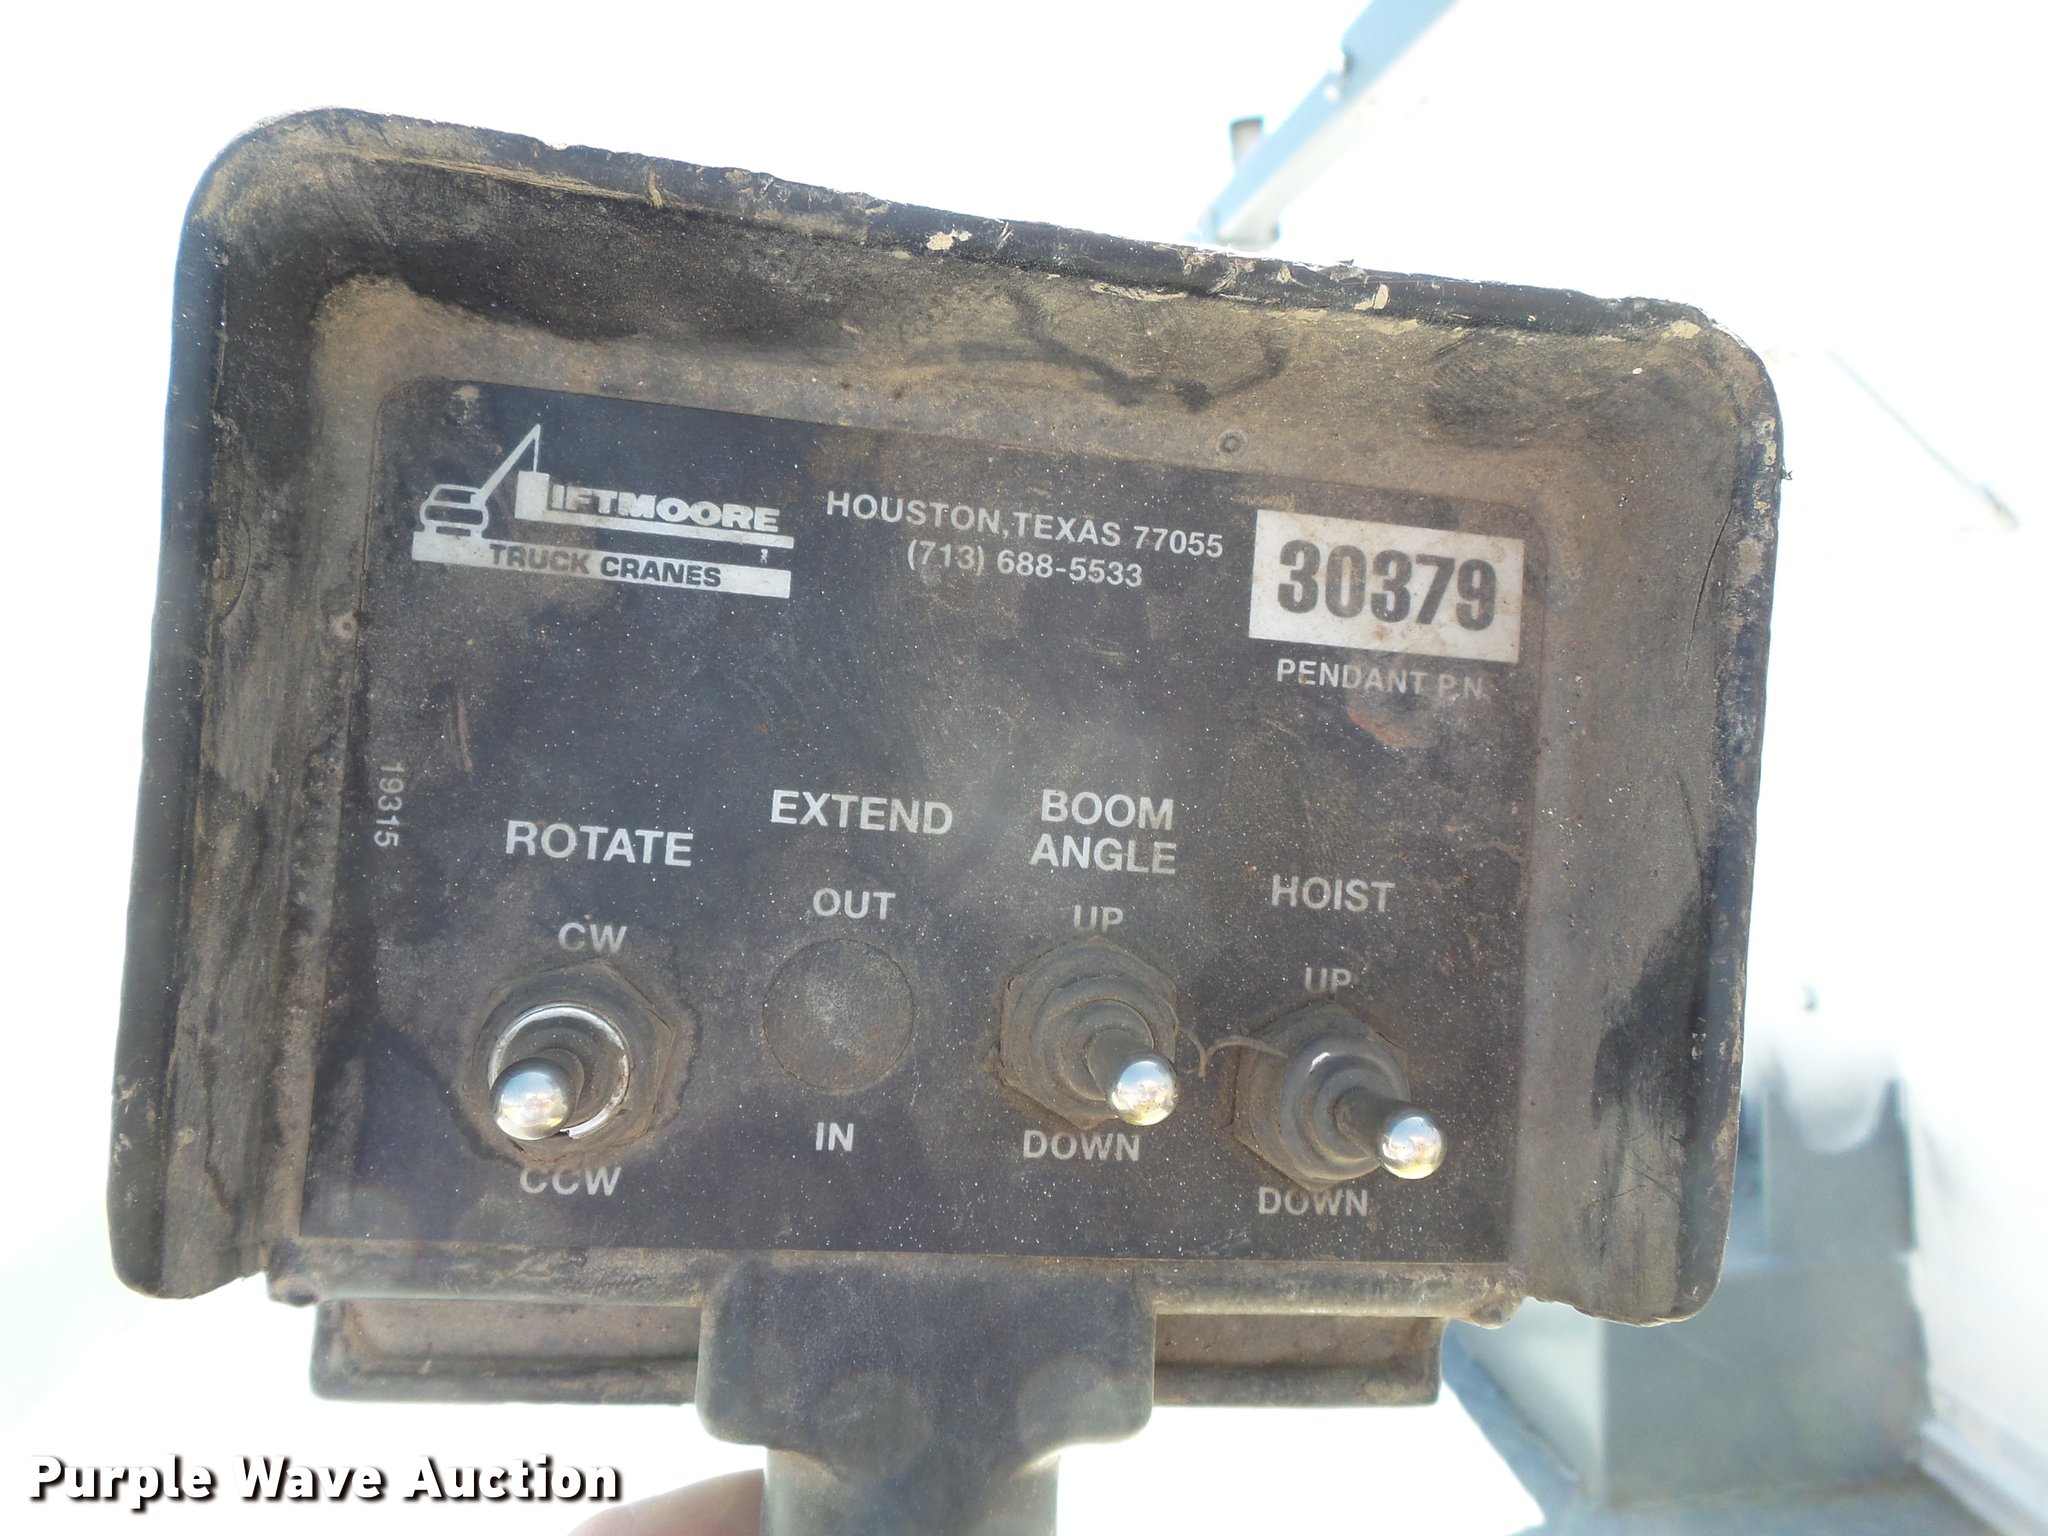 LIFTMOORE
TRUCK CRANES
HOUSTON, TEXAS 77055
(713) 688-5533
30379
PENDANT P.N.
19315
ROTATE
CW
CCW
EXTEND
OUT
IN
BOOM
ANGLE
UP
DOWN
HOIST
UP
DOWN
Purple Wave Auction